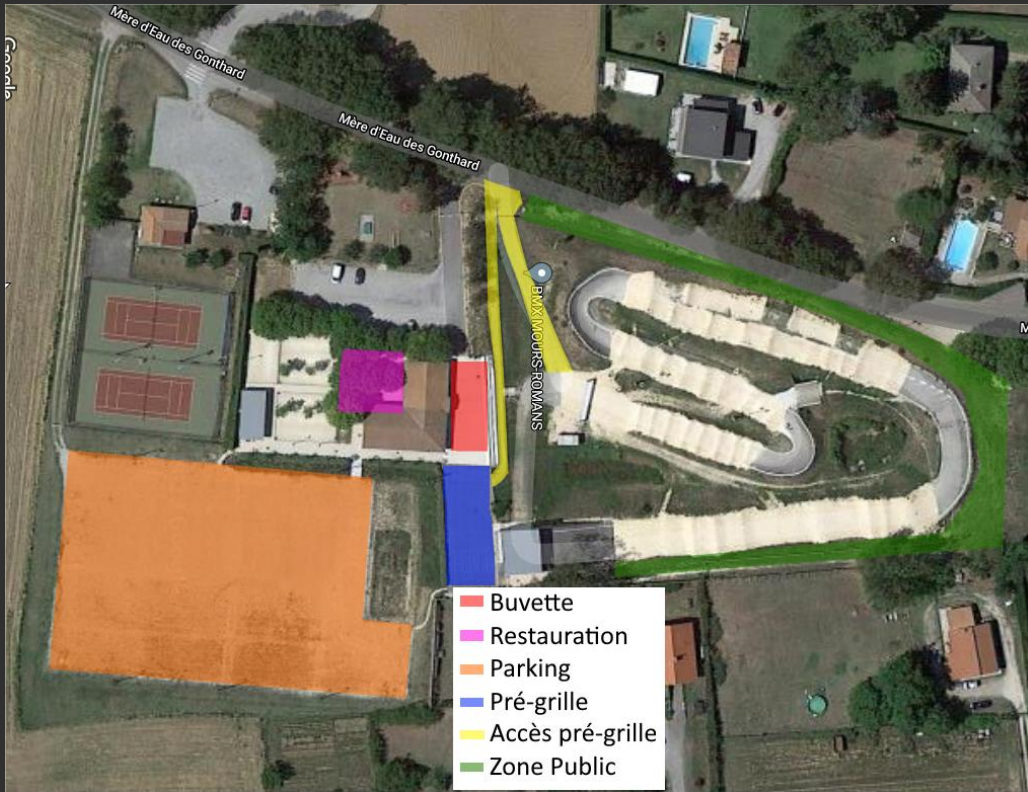 Mère d'Eau des Gonthard
Google
Mère d'Eau des Gonthard
BMX MOURS-ROMANS
M
Buvette
Restauration
Parking
Pré-grille
Accès pré-grille
Zone Public